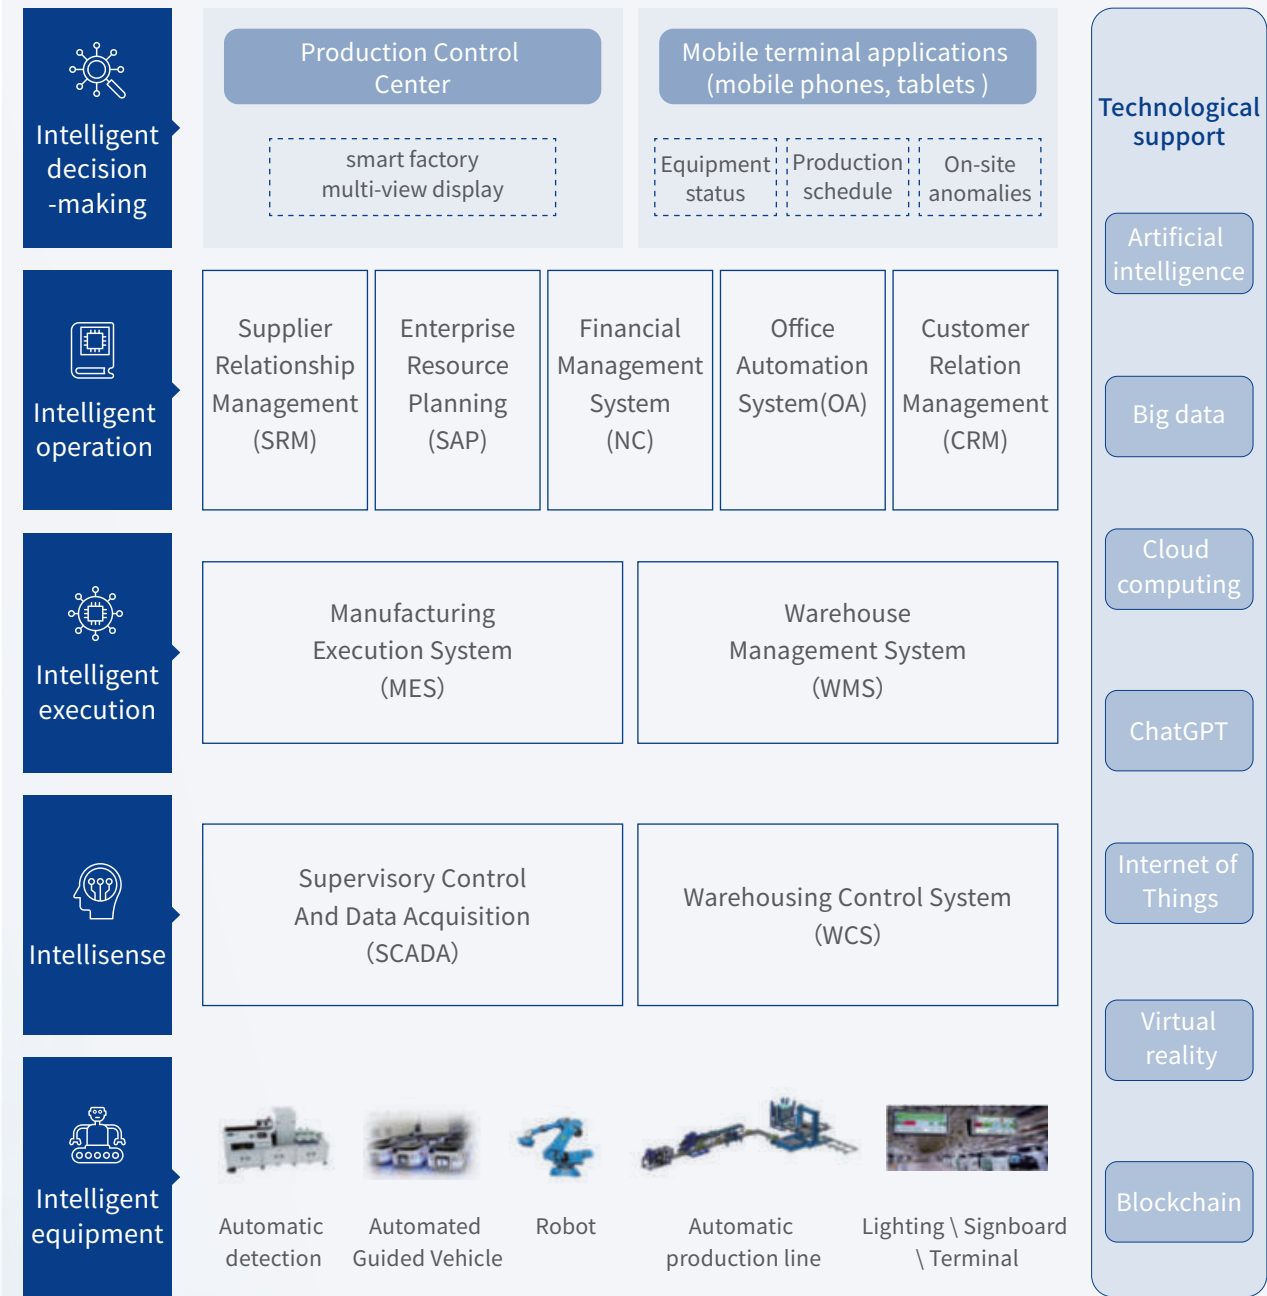 Intelligent
decision
-making
Production Control
Center
smart factory
multi-view display
Mobile terminal applications
(mobile phones, tablets )
Equipment
status
Production
schedule
On-site
anomalies
Intelligent
operation
Supplier
Relationship
Management
(SRM)
Enterprise
Resource
Planning
(SAP)
Financial
Management
System
(NC)
Office
Automation
System(OA)
Customer
Relation
Management
(CRM)
Intelligent
execution
Manufacturing
Execution System
（MES）
Warehouse
Management System
（WMS）
Intellisense
Supervisory Control
And Data Acquisition
（SCADA）
Warehousing Control System
（WCS）
Intelligent
equipment
Automatic
detection
Automated
Guided Vehicle
Robot
Automatic
production line
Lighting \ Signboard
\ Terminal
Technological
support
Artificial
intelligence
Big data
Cloud
computing
ChatGPT
Internet of
Things
Virtual
reality
Blockchain